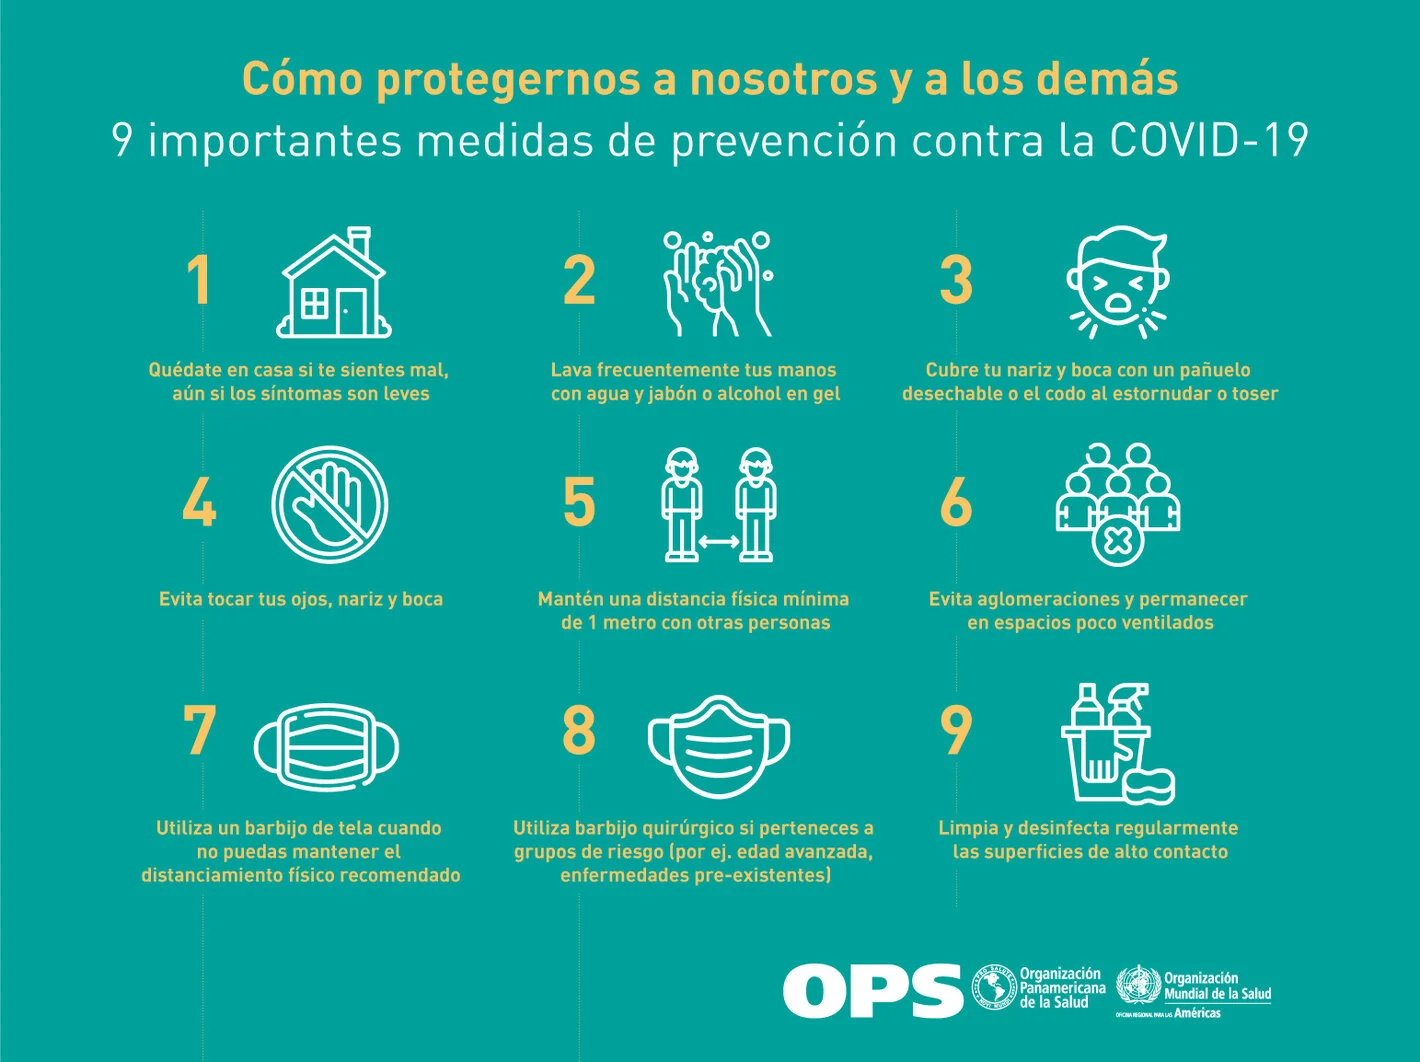 Cómo protegernos a nosotros y a los demás
9 importantes medidas de prevención contra la COVID-19
1
Quédate en casa si te sientes mal,
aún si los síntomas son leves
2
Lava frecuentemente tus manos
con agua y jabón o alcohol en gel
3
Cubre tu nariz y boca con un pañuelo
desechable o el codo al estornudar o toser
4
Evita tocar tus ojos, nariz y boca
5
Mantén una distancia física mínima
de 1 metro con otras personas
6
Evita aglomeraciones y permanecer
en espacios poco ventilados
7
Utiliza un barbijo de tela cuando
no puedas mantener el
distanciamiento físico recomendado
8
Utiliza barbijo quirúrgico si perteneces a
grupos de riesgo (por ej. edad avanzada,
enfermedades pre-existentes)
9
Limpia y desinfecta regularmente
las superficies de alto contacto
OPS
PRO SALUTE
NOVI MUNDI
Organización
Panamericana
de la Salud
Organización
Mundial de la Salud
OFICINA REGIONAL PARA LAS Américas